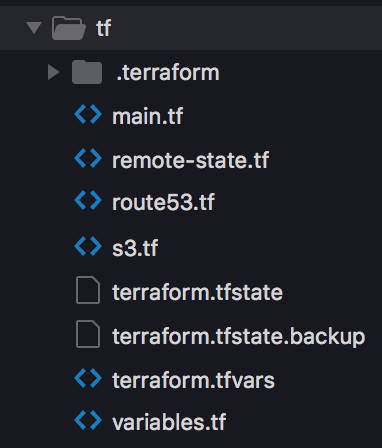 tf
.terraform
main.tf
remote-state.tf
route53.tf
s3.tf
terraform.tfstate
terraform.tfstate.backup
terraform.tfvars
variables.tf